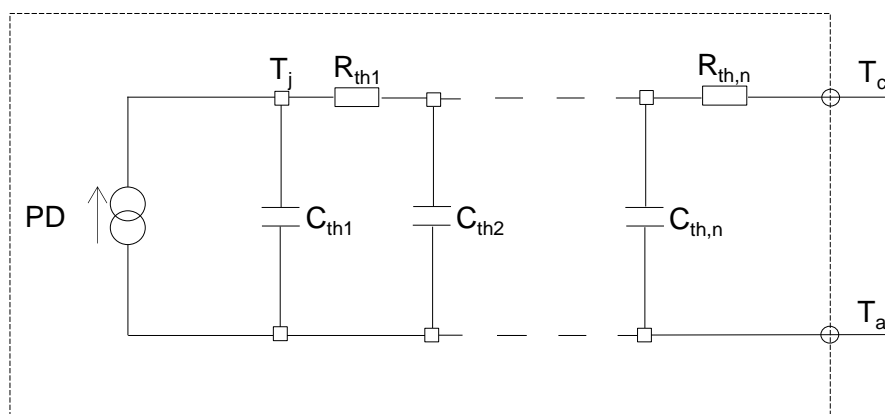 T_j R_th1 R_th,n T_c
PD C_th1 C_th2 C_th,n
T_a